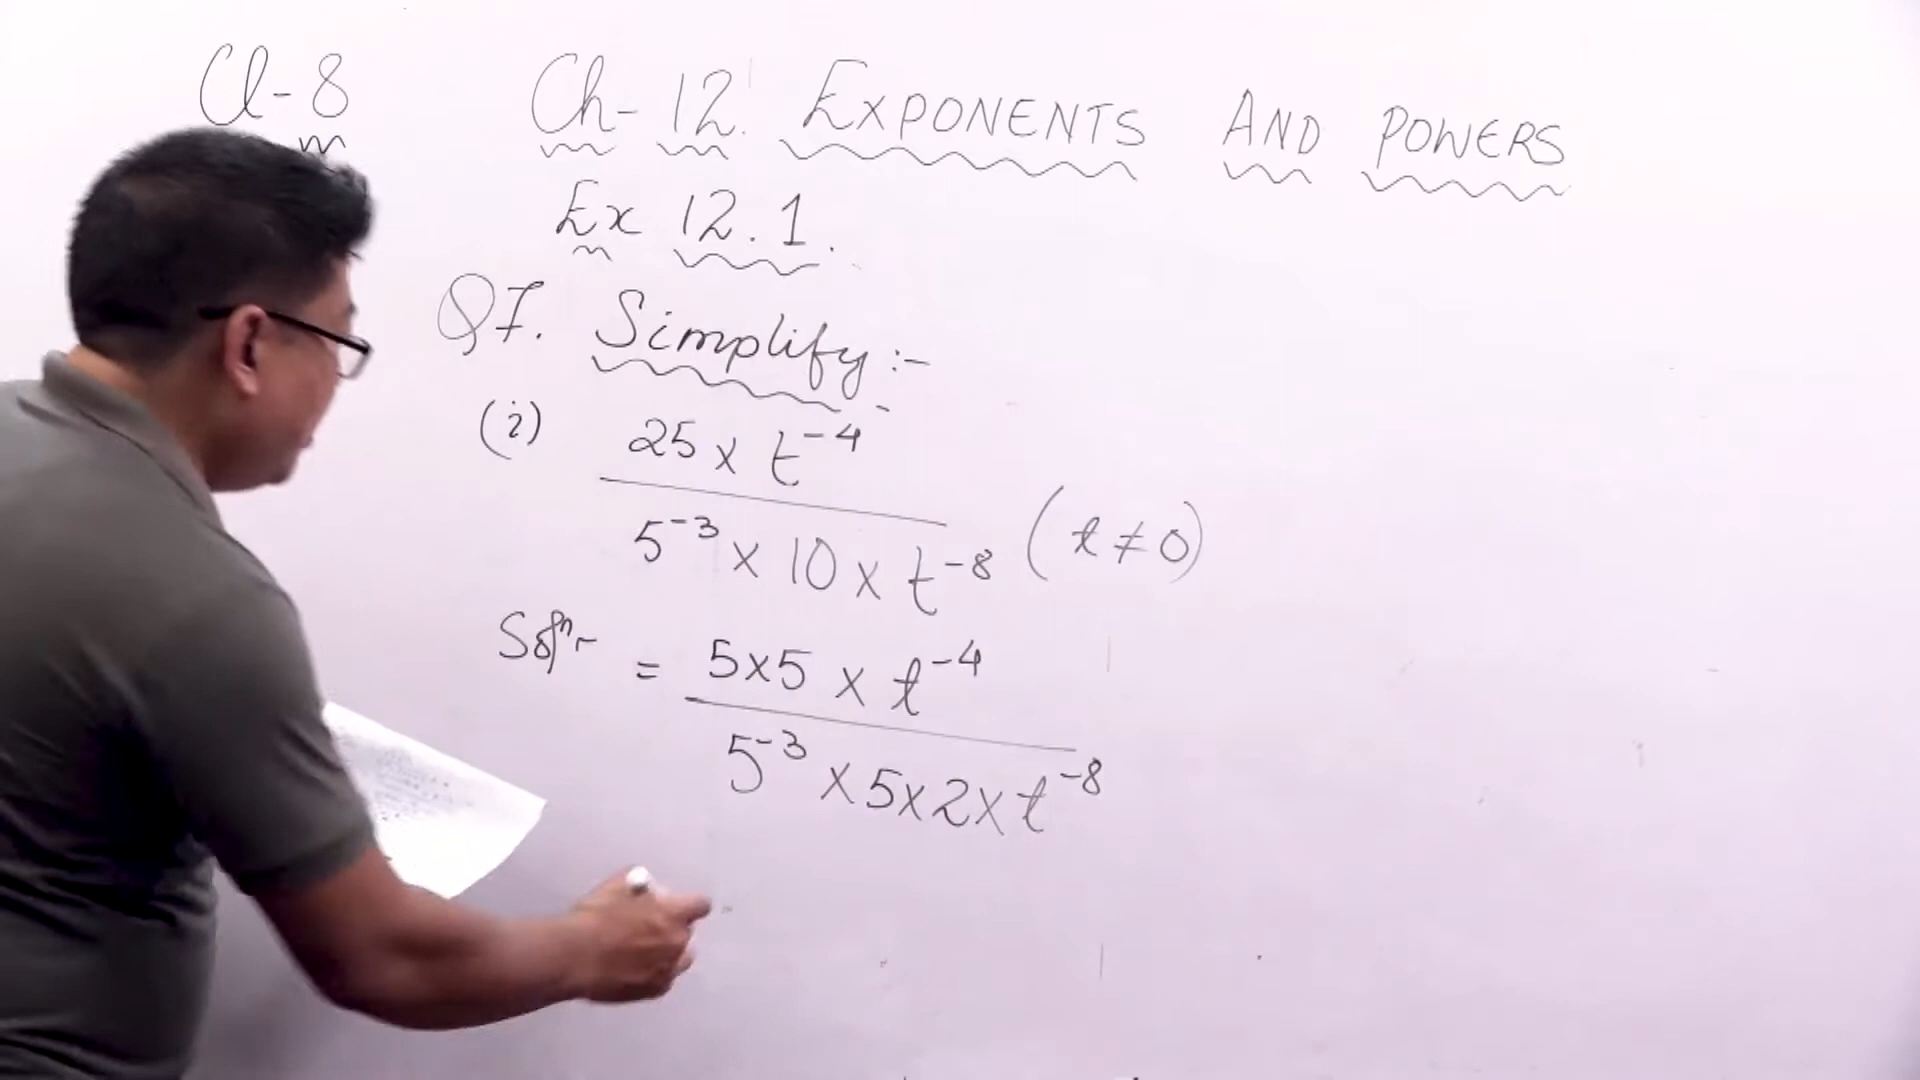 Cl-8 Ch-12. EXPONENTS AND POWERS
Ex 12.1.
Q7. Simplify:-
(i) 25 x t⁻⁴
5⁻³ x 10 x t⁻⁸ (t ≠ 0)
Solⁿ- = 5x5 x t⁻⁴
5⁻³ x 5x2x t⁻⁸